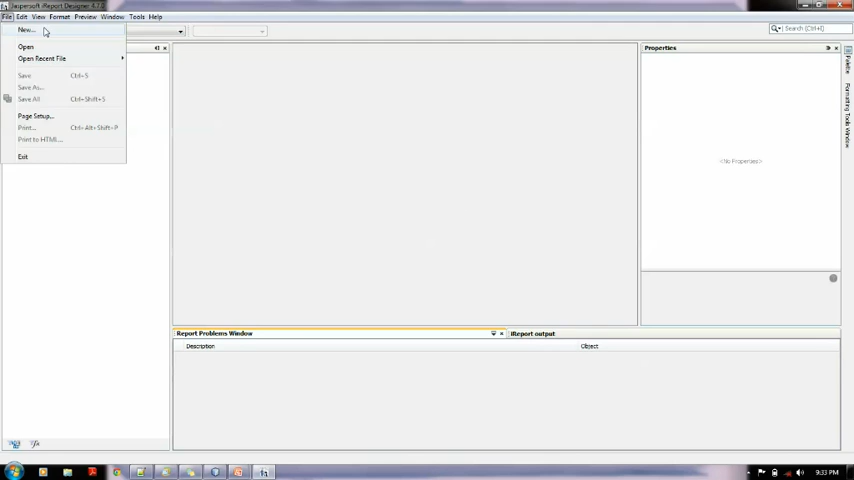 Jaspersoft iReport Designer 4.7.0
File Edit View Format Preview Window Tools Help
Search (Ctrl+I)
New...
Open
Open Recent File
Save Ctrl+S
Save As...
Save All Ctrl+Shift+S
Page Setup...
Print... Ctrl+Alt+Shift+P
Print to HTML...
Exit
Properties
<No Properties>
Palette
Formatting Tools Window
Report Problems Window
iReport output
Description Object
9:33 PM